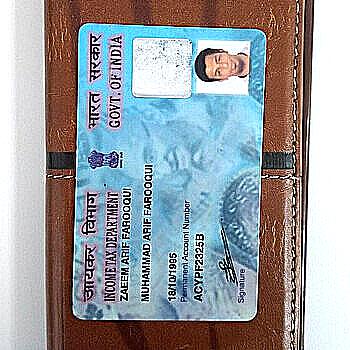 आयकर विभाग भारत सरकार
INCOME TAX DEPARTMENT GOVT. OF INDIA
ZAEEM ARIF FAROOQUI
MUHAMMAD ARIF FAROOQUI
18/10/1995
Permanent Account Number
ACYPF2325B
Signature